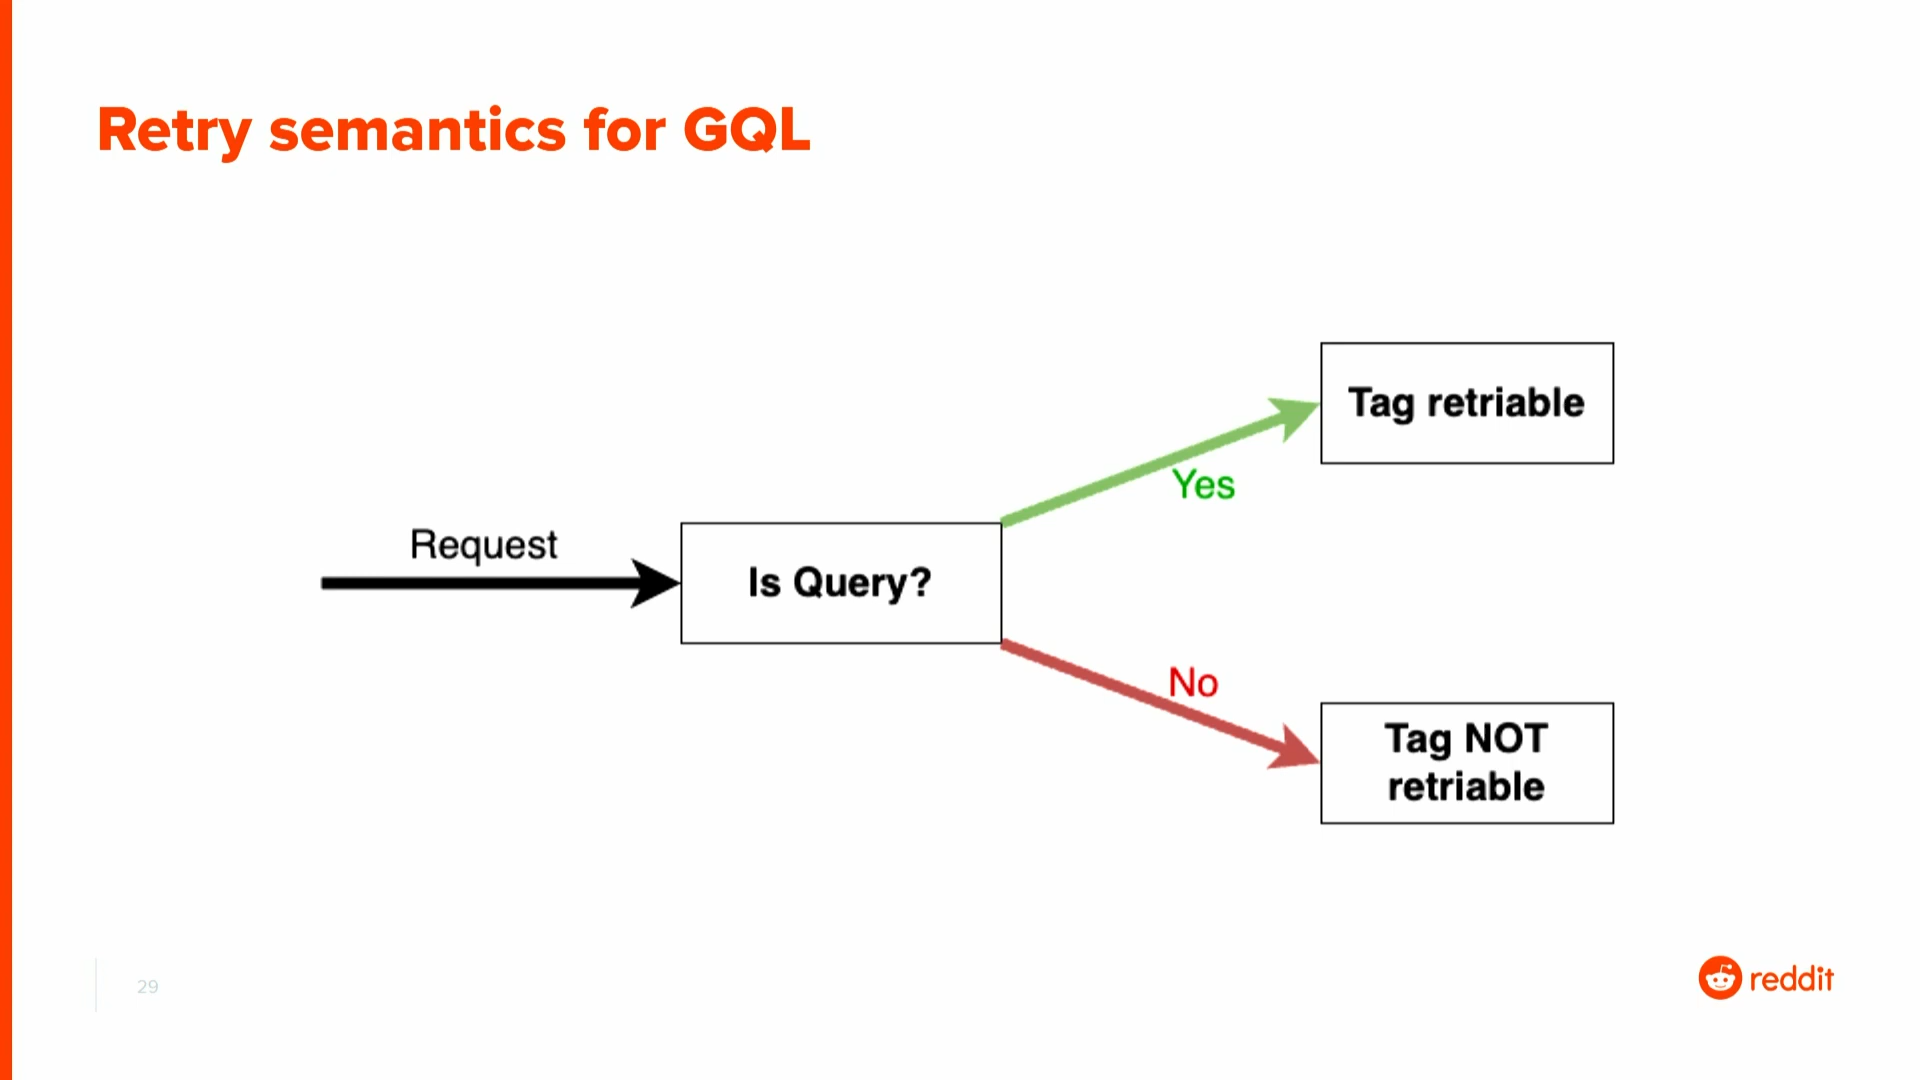 Retry semantics for GQL
Tag retriable
Yes
Request
Is Query?
No
Tag NOT
retriable
29
reddit